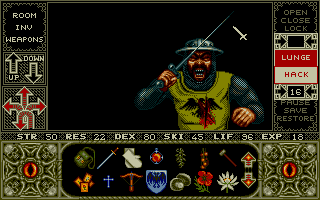 ROOM
INV
WEAPONS
UP
DOWN
OPEN
CLOSE
LOCK
LUNGE
HACK
16
PAUSE
SAVE
RESTORE
STR 50 RES 22 DEX 80 SKI 45 LIF 96 EXP 18